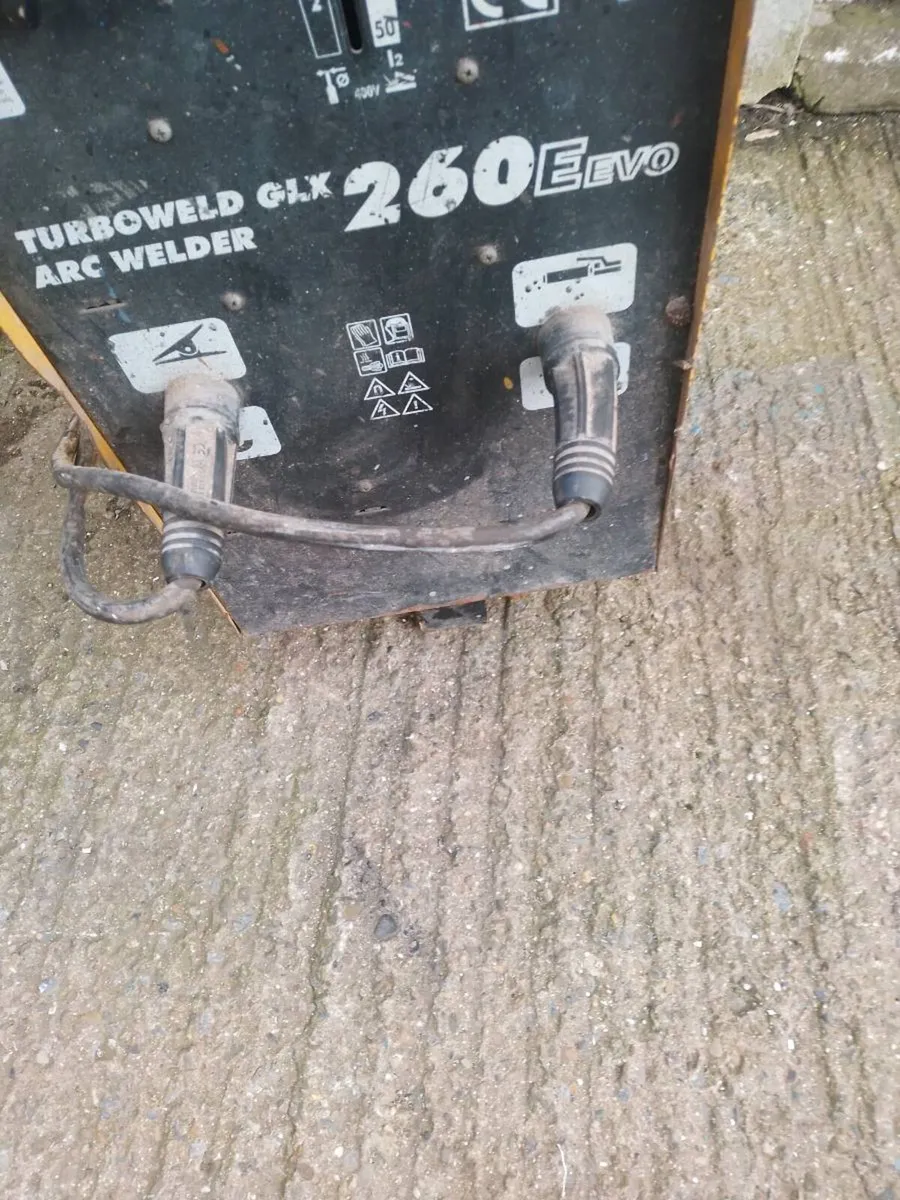 50
I2
Ø 400V
TURBOWELD GLX 260E EVO
ARC WELDER